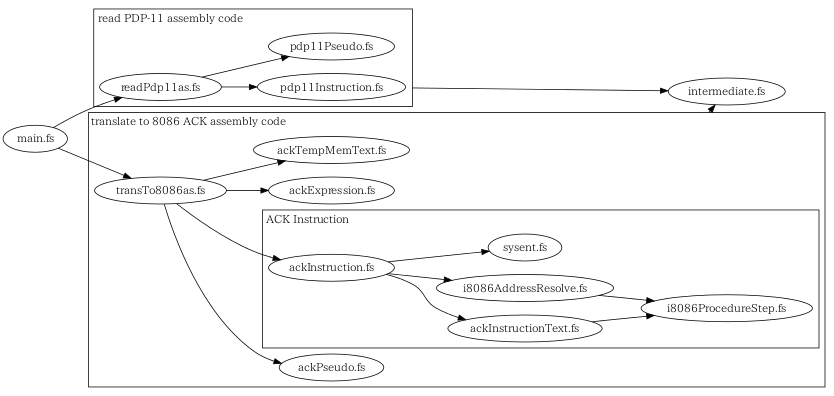 read PDP-11 assembly code
pdp11Pseudo.fs
readPdp11as.fs
pdp11Instruction.fs
intermediate.fs
main.fs
translate to 8086 ACK assembly code
ackTempMemText.fs
transTo8086as.fs
ackExpression.fs
ACK Instruction
sysent.fs
ackInstruction.fs
i8086AddressResolve.fs
i8086ProcedureStep.fs
ackInstructionText.fs
ackPseudo.fs